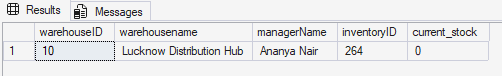 Results Messages
warehouseID warehousename managerName inventoryID current_stock
1 10 Lucknow Distribution Hub Ananya Nair 264 0